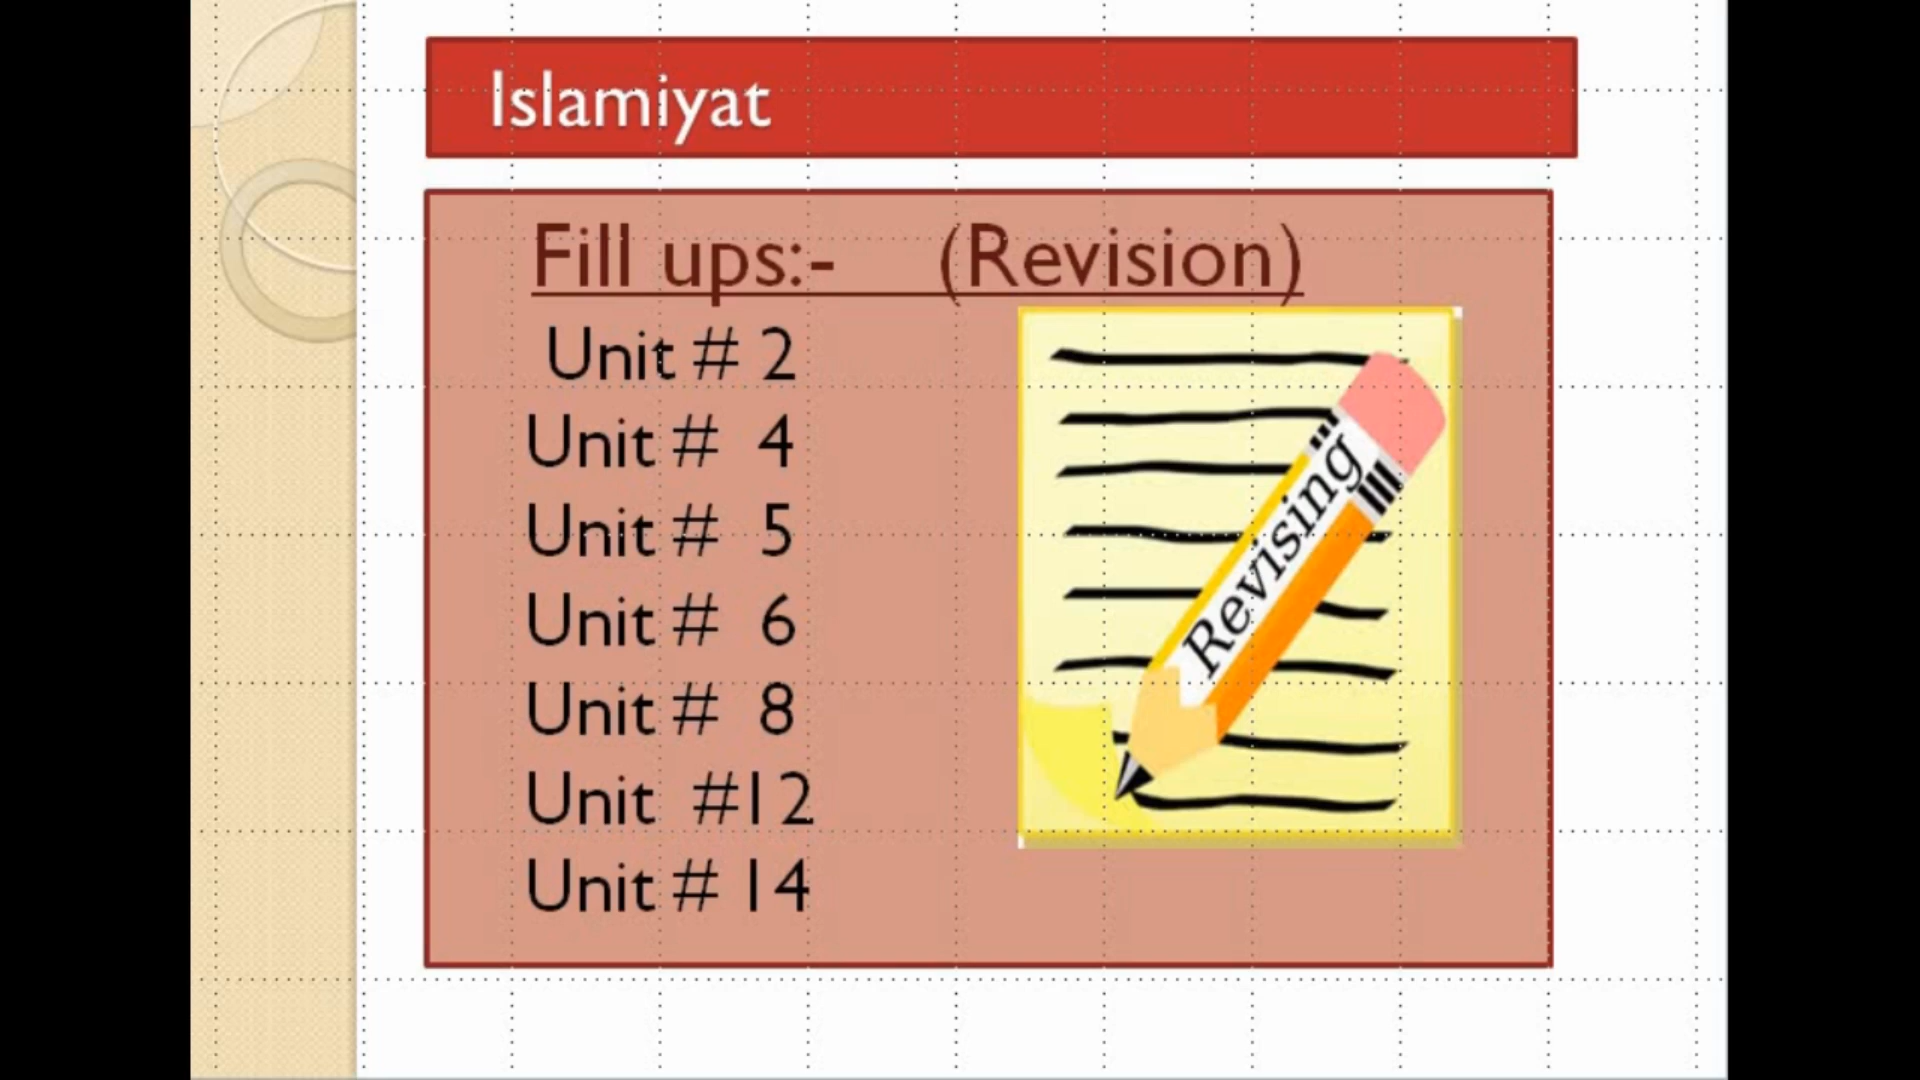 Islamiyat
Fill ups:- (Revision)
Unit # 2
Unit # 4
Unit # 5
Unit # 6
Unit # 8
Unit #12
Unit # 14
Revising